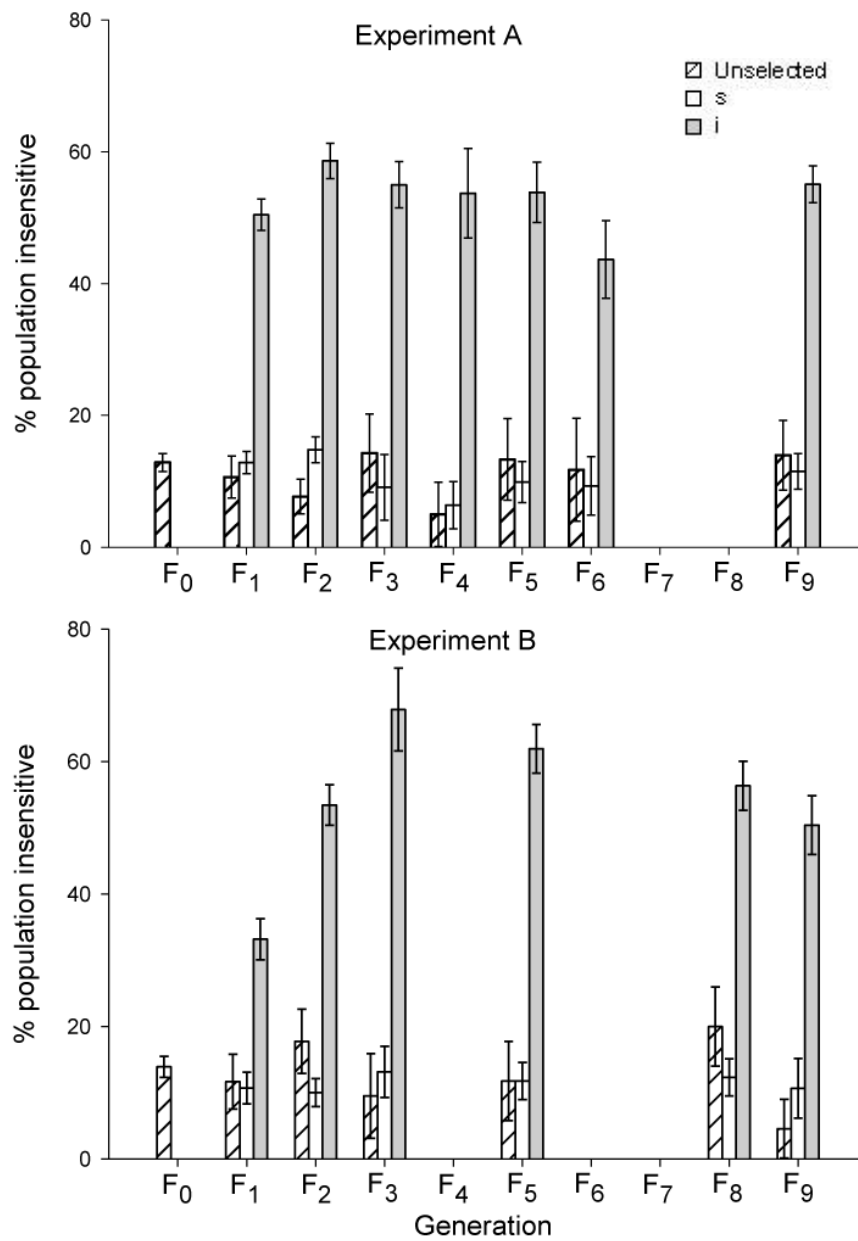 Experiment A
Unselected
s
i
% population insensitive
80
60
40
20
0
F0 F1 F2 F3 F4 F5 F6 F7 F8 F9
Experiment B
% population insensitive
80
60
40
20
0
F0 F1 F2 F3 F4 F5 F6 F7 F8 F9
Generation